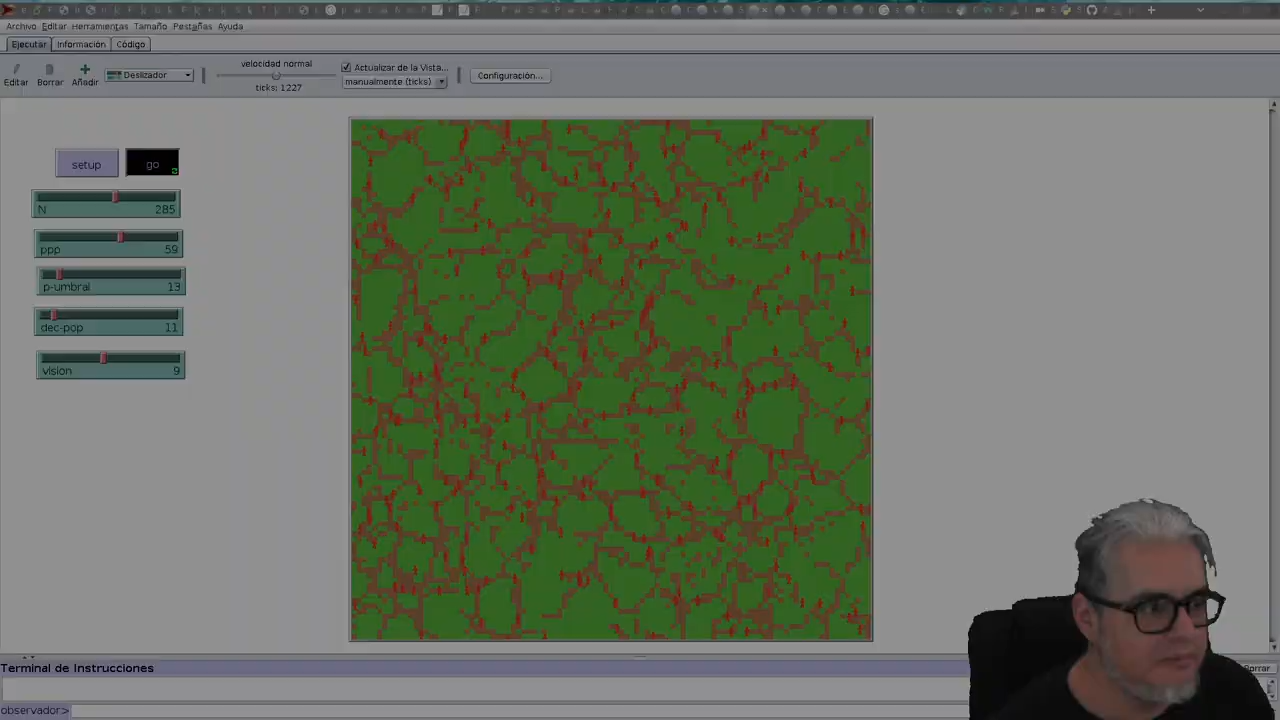 Archivo Editar Herramientas Tamaño Pestañas Ayuda
Ejecutar Información Código
Editar Borrar Añadir Deslizador
velocidad normal
ticks: 1227
Actualizar de la Vista...
manualmente (ticks)
Configuración...
setup go
N 285
ppp 59
p-umbral 13
dec-pop 11
vision 9
Terminal de Instrucciones
observador>